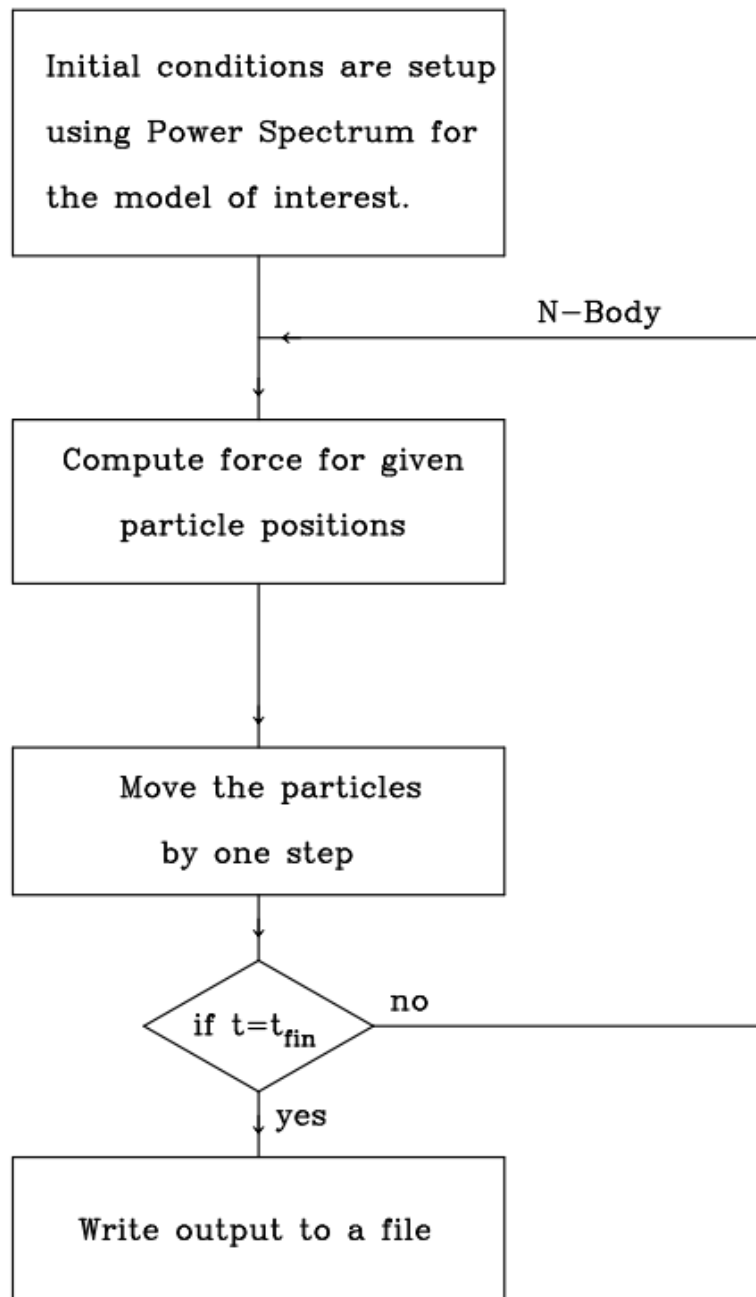 Initial conditions are setup
using Power Spectrum for
the model of interest.
N-Body
Compute force for given
particle positions
Move the particles
by one step
if t=t_fin
no
yes
Write output to a file